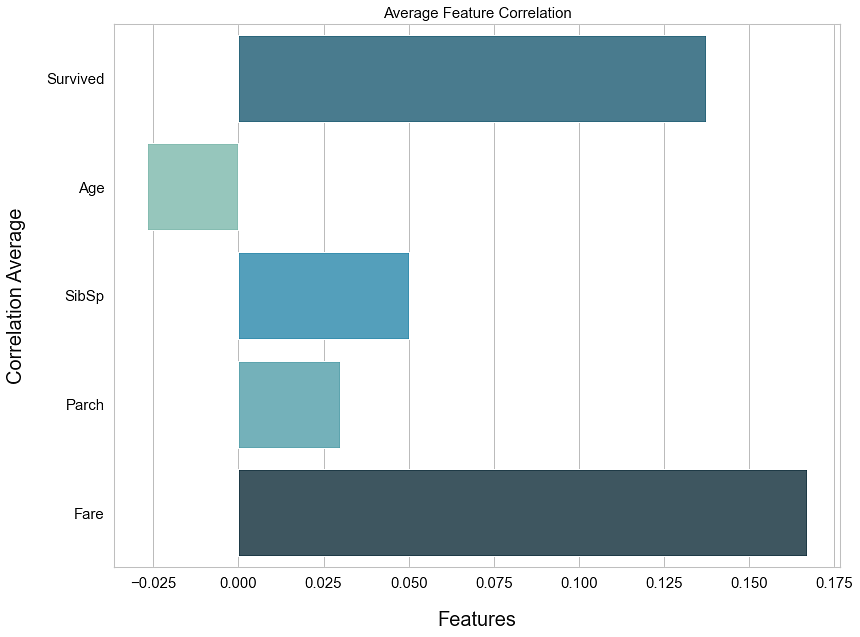 Average Feature Correlation
Survived
Age
SibSp
Parch
Fare
Correlation Average
−0.025 0.000 0.025 0.050 0.075 0.100 0.125 0.150 0.175
Features